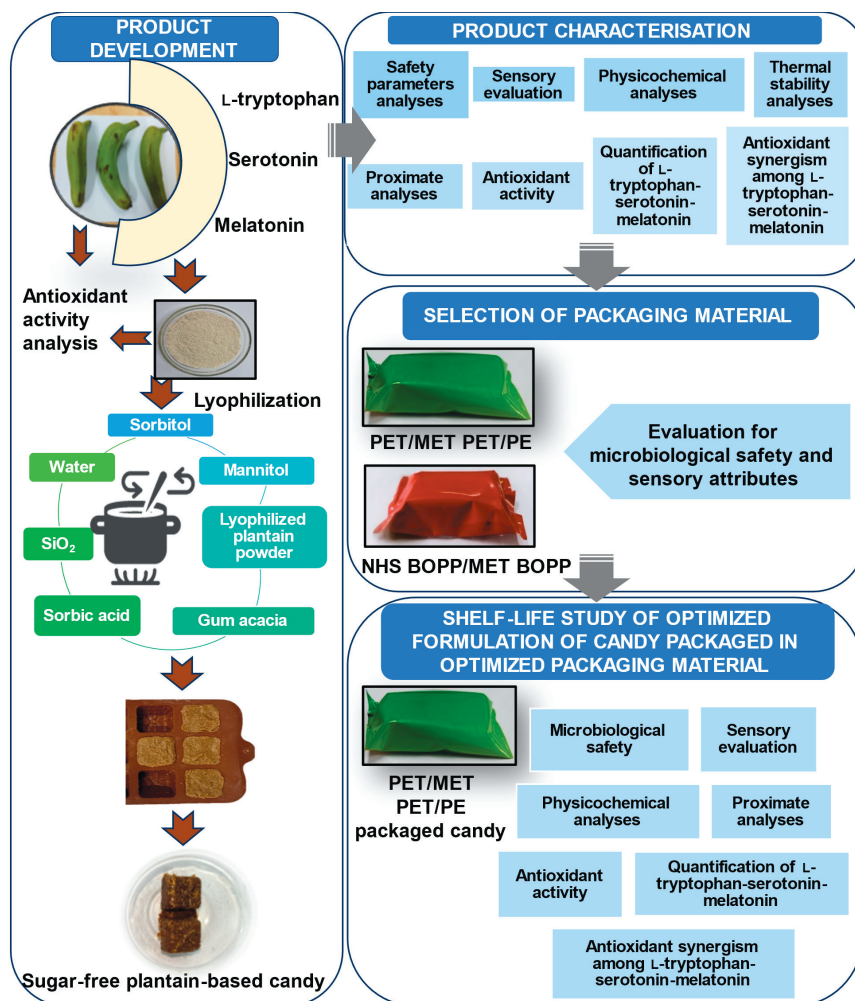 PRODUCT
DEVELOPMENT
L-tryptophan
Serotonin
Melatonin
Antioxidant
activity
analysis
Lyophilization
Sorbitol
Water
Mannitol
SiO₂
Lyophilized
plantain
powder
Sorbic acid
Gum acacia
Sugar-free plantain-based candy
PRODUCT CHARACTERISATION
Safety
parameters
analyses
Sensory
evaluation
Physicochemical
analyses
Thermal
stability
analyses
Proximate
analyses
Antioxidant
activity
Quantification
of L-
tryptophan-
serotonin-
melatonin
Antioxidant
synergism
among L-
tryptophan-
serotonin-
melatonin
SELECTION OF PACKAGING MATERIAL
PET/MET PET/PE
NHS BOPP/MET BOPP
Evaluation for
microbiological safety and
sensory attributes
SHELF-LIFE STUDY OF OPTIMIZED
FORMULATION OF CANDY PACKAGED IN
OPTIMIZED PACKAGING MATERIAL
PET/MET
PET/PE
packaged candy
Microbiological
safety
Sensory
evaluation
Physicochemical
analyses
Proximate
analyses
Antioxidant
activity
Quantification of L-
tryptophan-serotonin-
melatonin
Antioxidant synergism
among L-tryptophan-
serotonin-melatonin